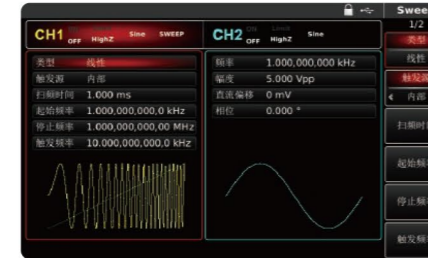 Swee
1/2
CH1 OFF HighZ Sine SWEEP
CH2 ON OFF Limit HighZ Sine
类型 线性
触发源 内部
扫频时间 1.000 ms
起始频率 1.000,000,000,0 kHz
停止频率 1.000,000,000,00 MHz
触发频率 10.000,000,000,0 kHz
频率 1.000,000,000 kHz
幅度 5.000 Vpp
直流偏移 0 mV
相位 0.000 °
类型
线性
触发源
内部
扫频时
起始频
停止频
触发频